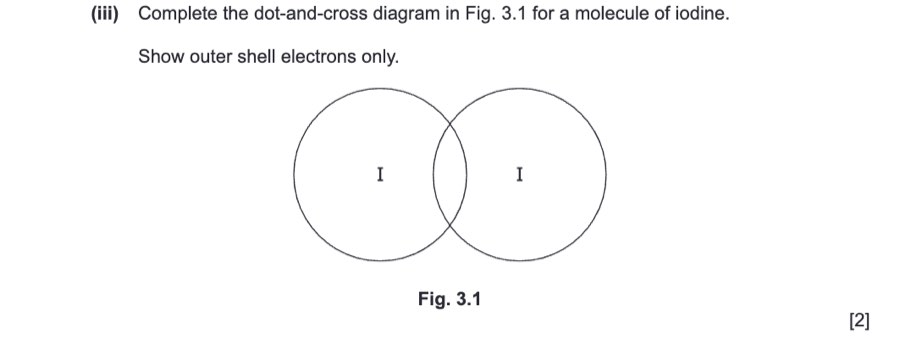 (iii) Complete the dot-and-cross diagram in Fig. 3.1 for a molecule of iodine.
Show outer shell electrons only.
I I
Fig. 3.1
[2]